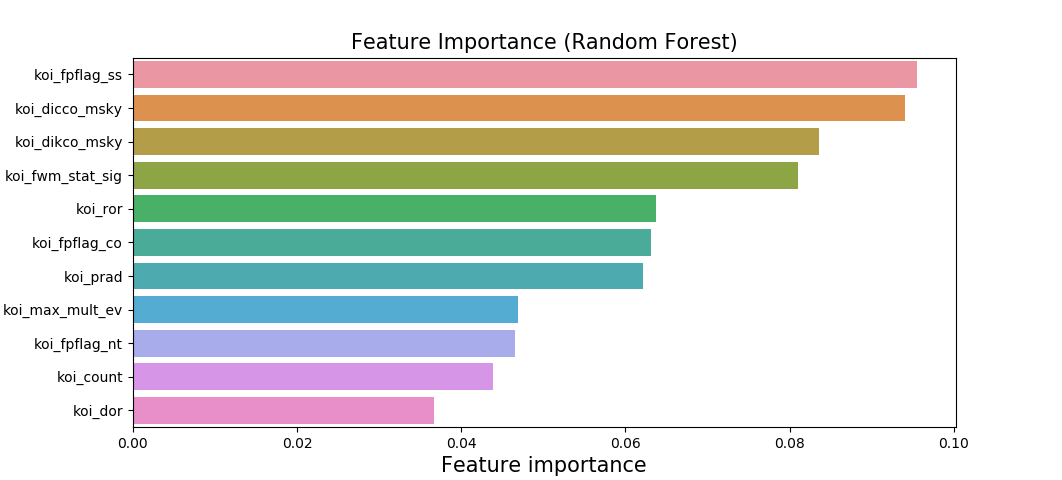 Feature Importance (Random Forest)
koi_fpflag_ss
koi_dicco_msky
koi_dikco_msky
koi_fwm_stat_sig
koi_ror
koi_fpflag_co
koi_prad
koi_max_mult_ev
koi_fpflag_nt
koi_count
koi_dor
0.00 0.02 0.04 0.06 0.08 0.10
Feature importance